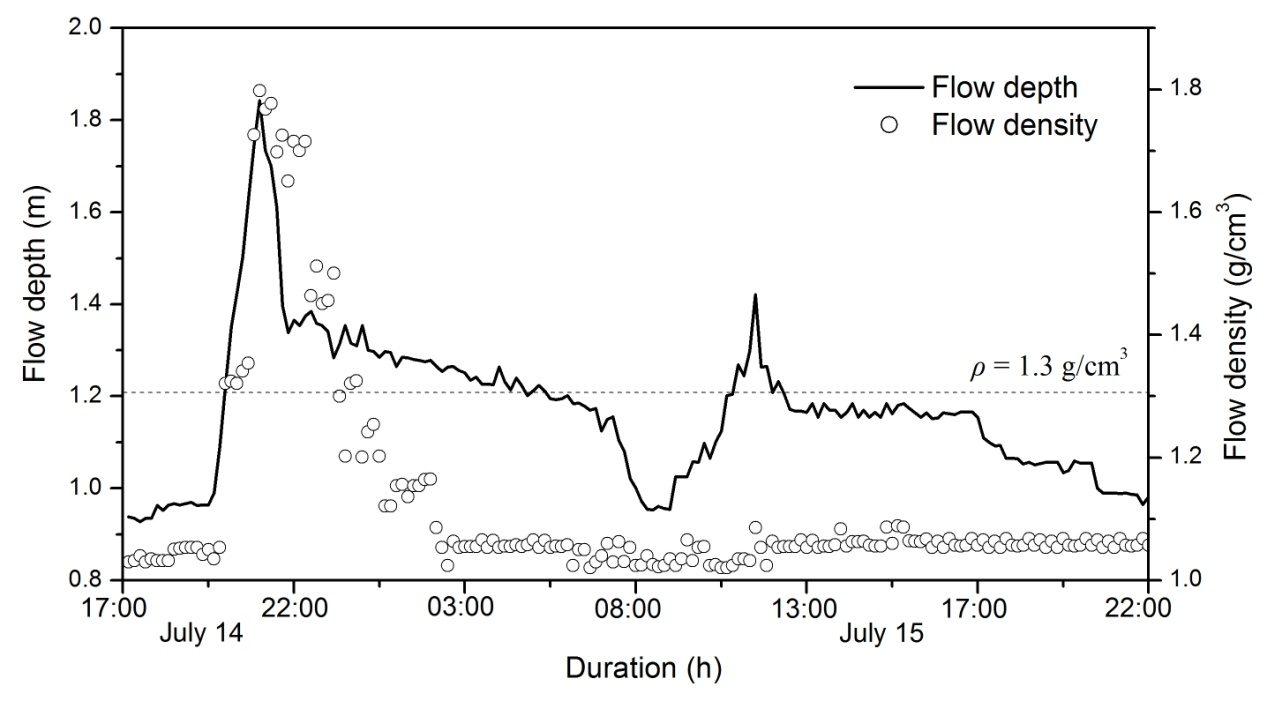 2.0
1.8
1.6
1.4
1.2
1.0
0.8
Flow depth (m)
Flow depth
Flow density
ρ = 1.3 g/cm³
1.8
1.6
1.4
1.2
1.0
Flow density (g/cm³)
17:00 22:00 03:00 08:00 13:00 17:00 22:00
July 14 July 15
Duration (h)